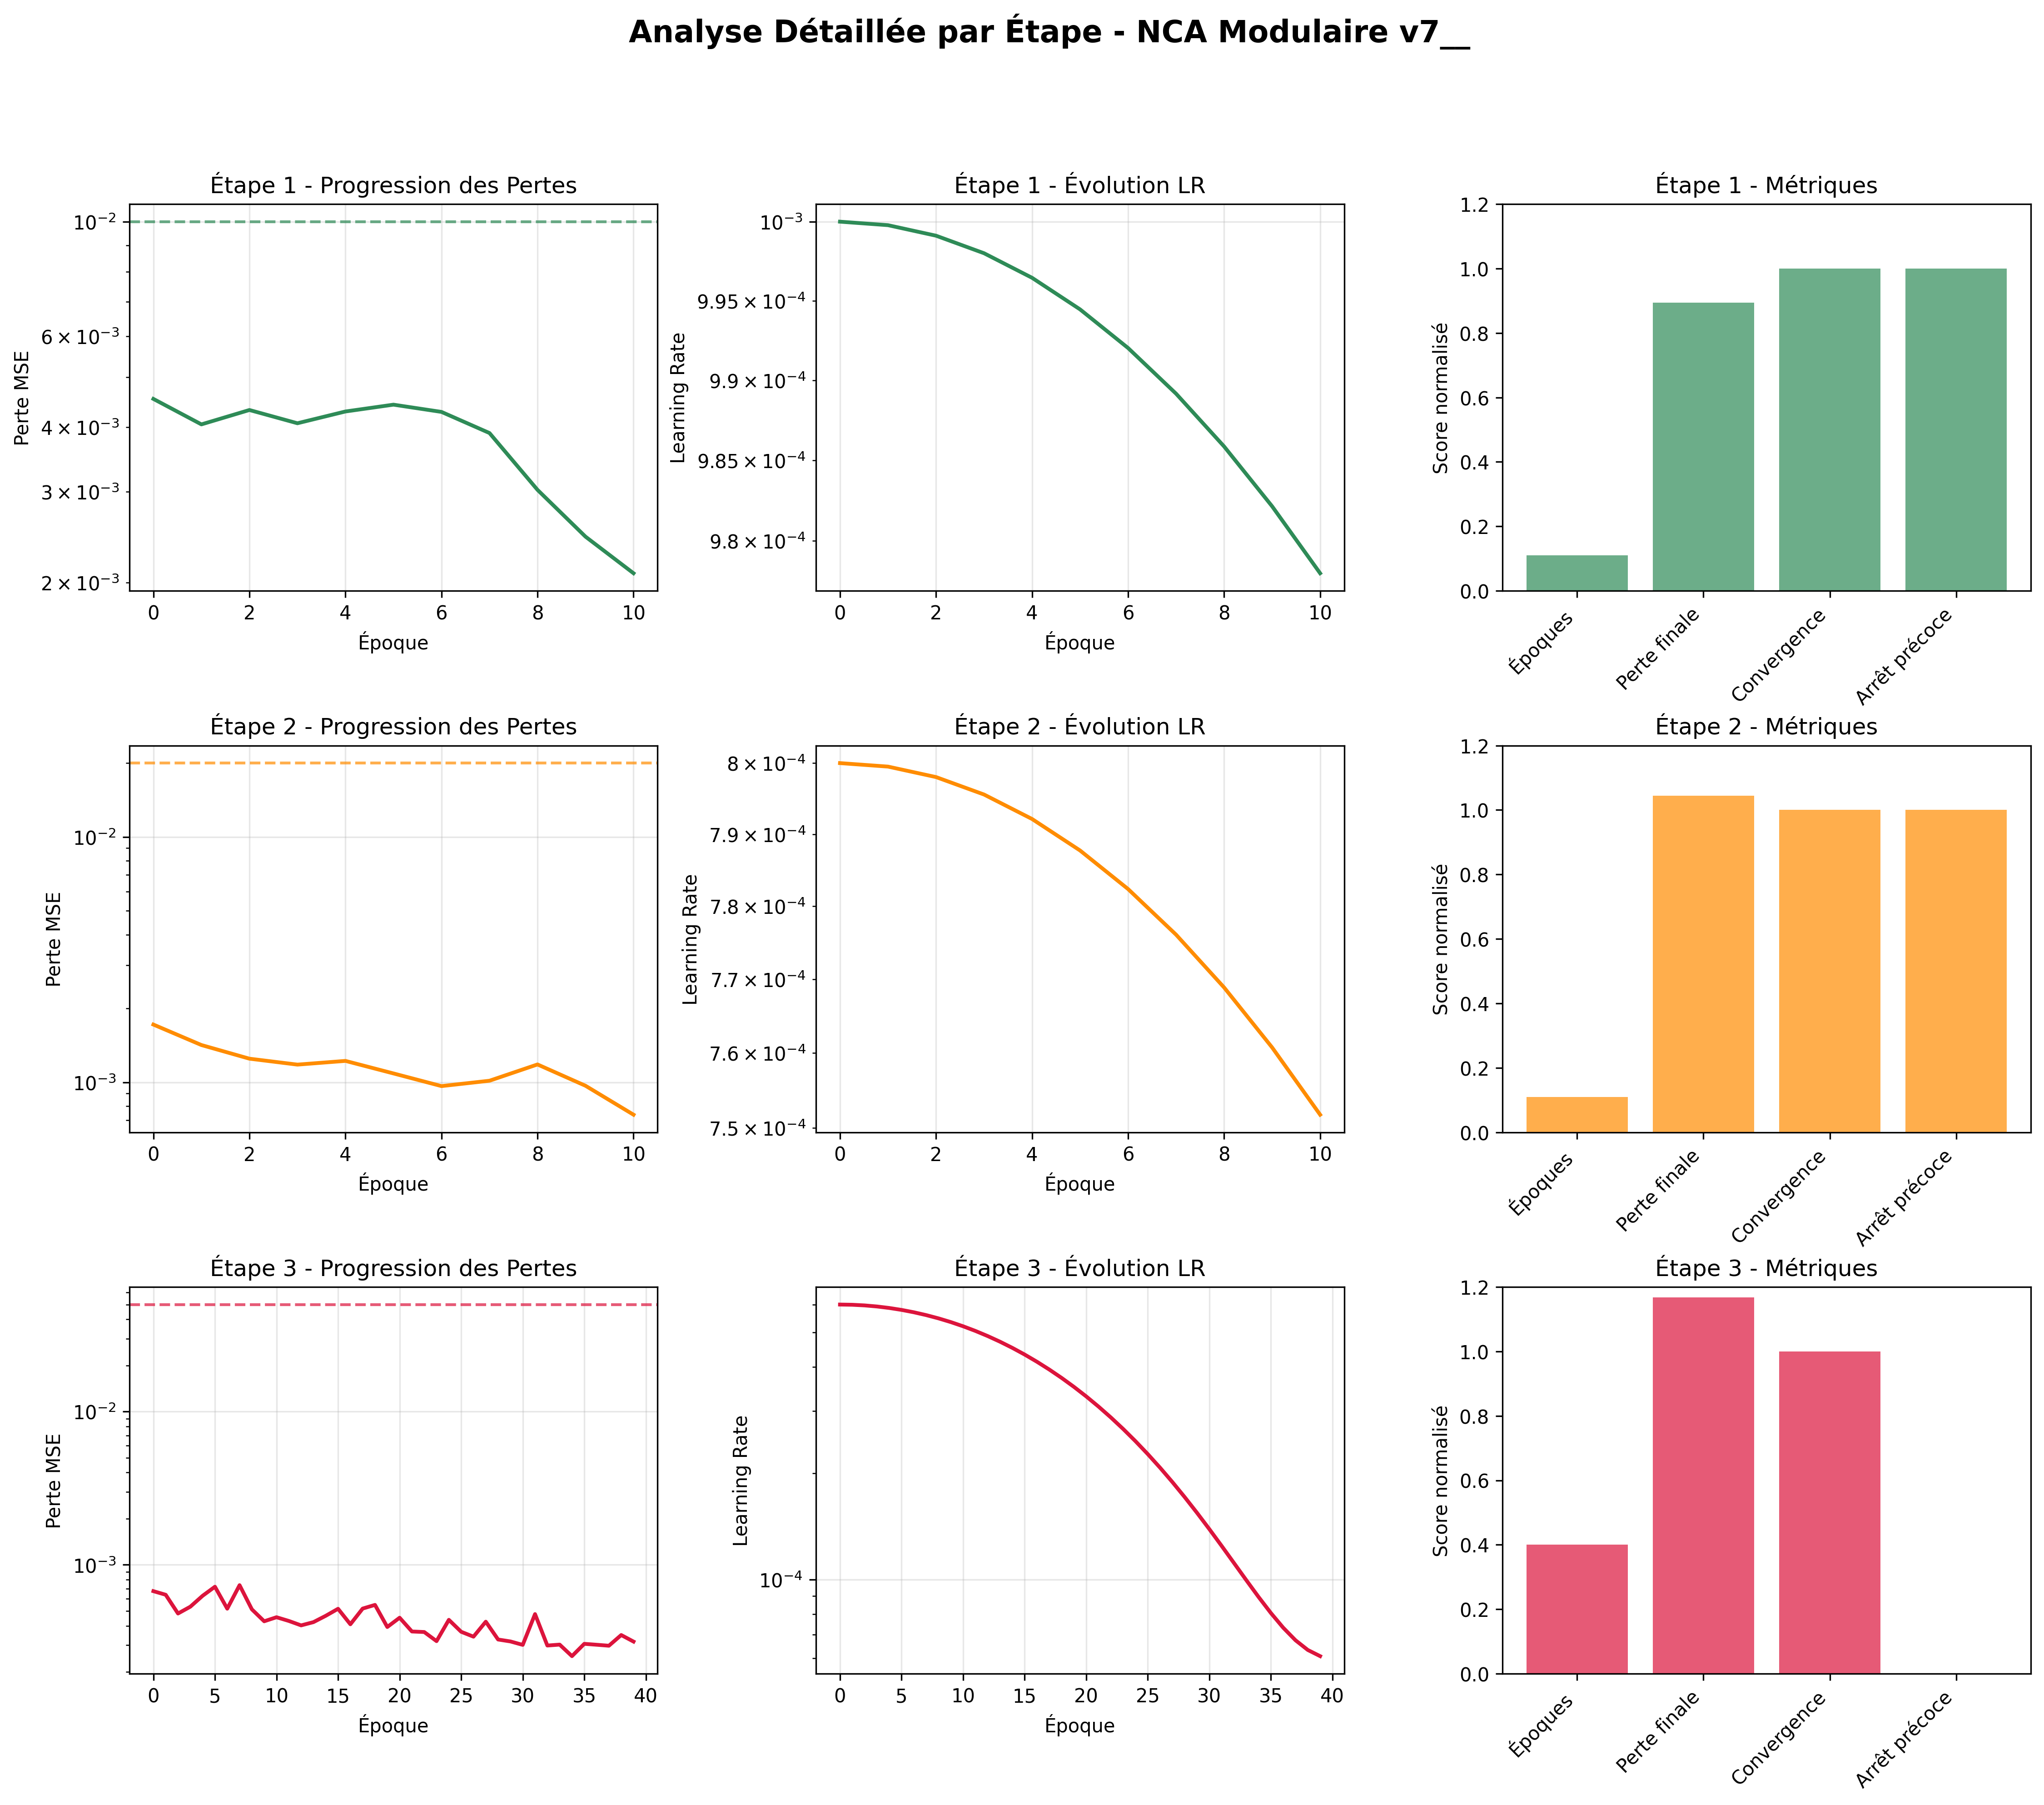 Analyse Détaillée par Étape - NCA Modulaire v7__
Étape 1 - Progression des Pertes
Perte MSE
10⁻²
6 × 10⁻³
4 × 10⁻³
3 × 10⁻³
2 × 10⁻³
0 2 4 6 8 10
Époque
Étape 1 - Évolution LR
Learning Rate
10⁻³
9.95 × 10⁻⁴
9.9 × 10⁻⁴
9.85 × 10⁻⁴
9.8 × 10⁻⁴
0 2 4 6 8 10
Époque
Étape 1 - Métriques
Score normalisé
1.2
1.0
0.8
0.6
0.4
0.2
0.0
Époques
Perte finale
Convergence
Arrêt précoce
Étape 2 - Progression des Pertes
Perte MSE
10⁻²
10⁻³
0 2 4 6 8 10
Époque
Étape 2 - Évolution LR
Learning Rate
8 × 10⁻⁴
7.9 × 10⁻⁴
7.8 × 10⁻⁴
7.7 × 10⁻⁴
7.6 × 10⁻⁴
7.5 × 10⁻⁴
0 2 4 6 8 10
Époque
Étape 2 - Métriques
Score normalisé
1.2
1.0
0.8
0.6
0.4
0.2
0.0
Époques
Perte finale
Convergence
Arrêt précoce
Étape 3 - Progression des Pertes
Perte MSE
10⁻²
10⁻³
0 5 10 15 20 25 30 35 40
Époque
Étape 3 - Évolution LR
Learning Rate
10⁻⁴
0 5 10 15 20 25 30 35 40
Époque
Étape 3 - Métriques
Score normalisé
1.2
1.0
0.8
0.6
0.4
0.2
0.0
Époques
Perte finale
Convergence
Arrêt précoce